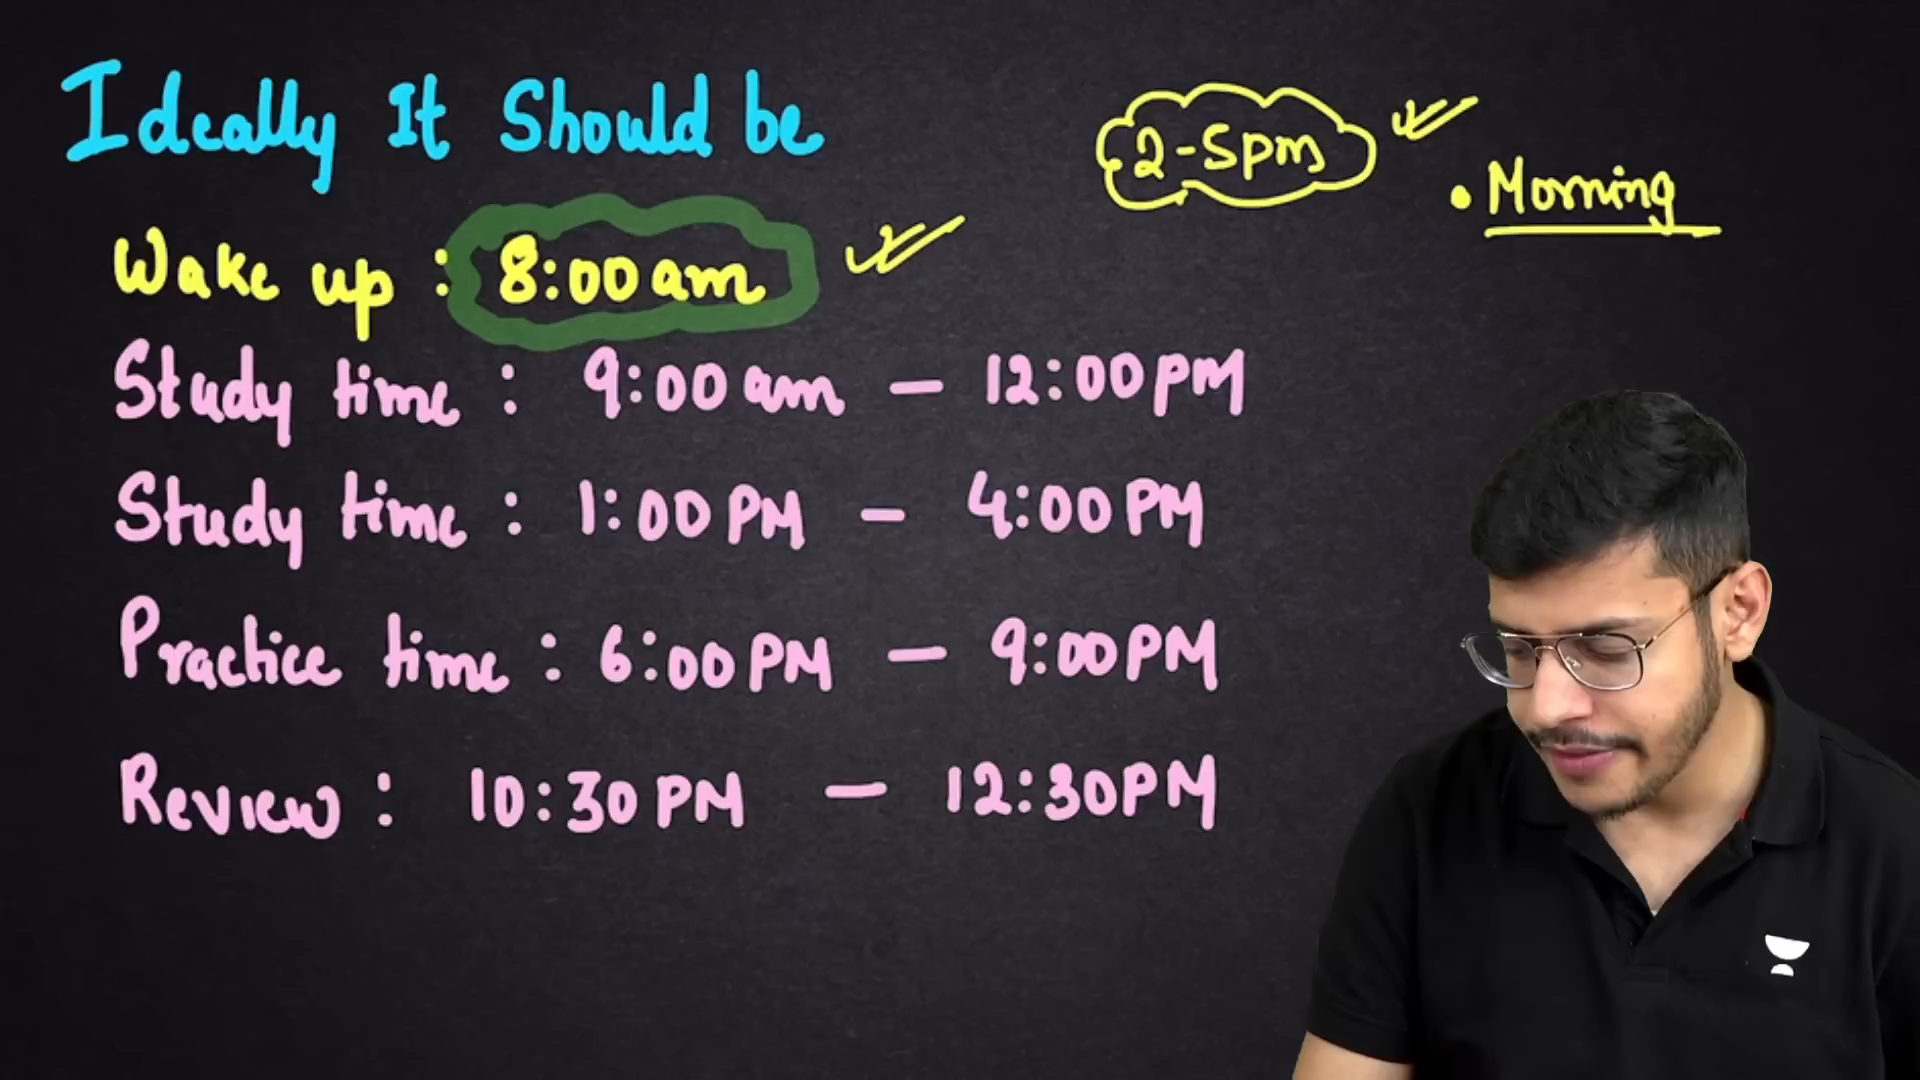 Ideally It Should be
2-5pm
• Morning
Wake up : 8:00 am
Study time : 9:00 am — 12:00 PM
Study time : 1:00 PM — 4:00 PM
Practice time : 6:00 PM — 9:00 PM
Review : 10:30 PM — 12:30 PM